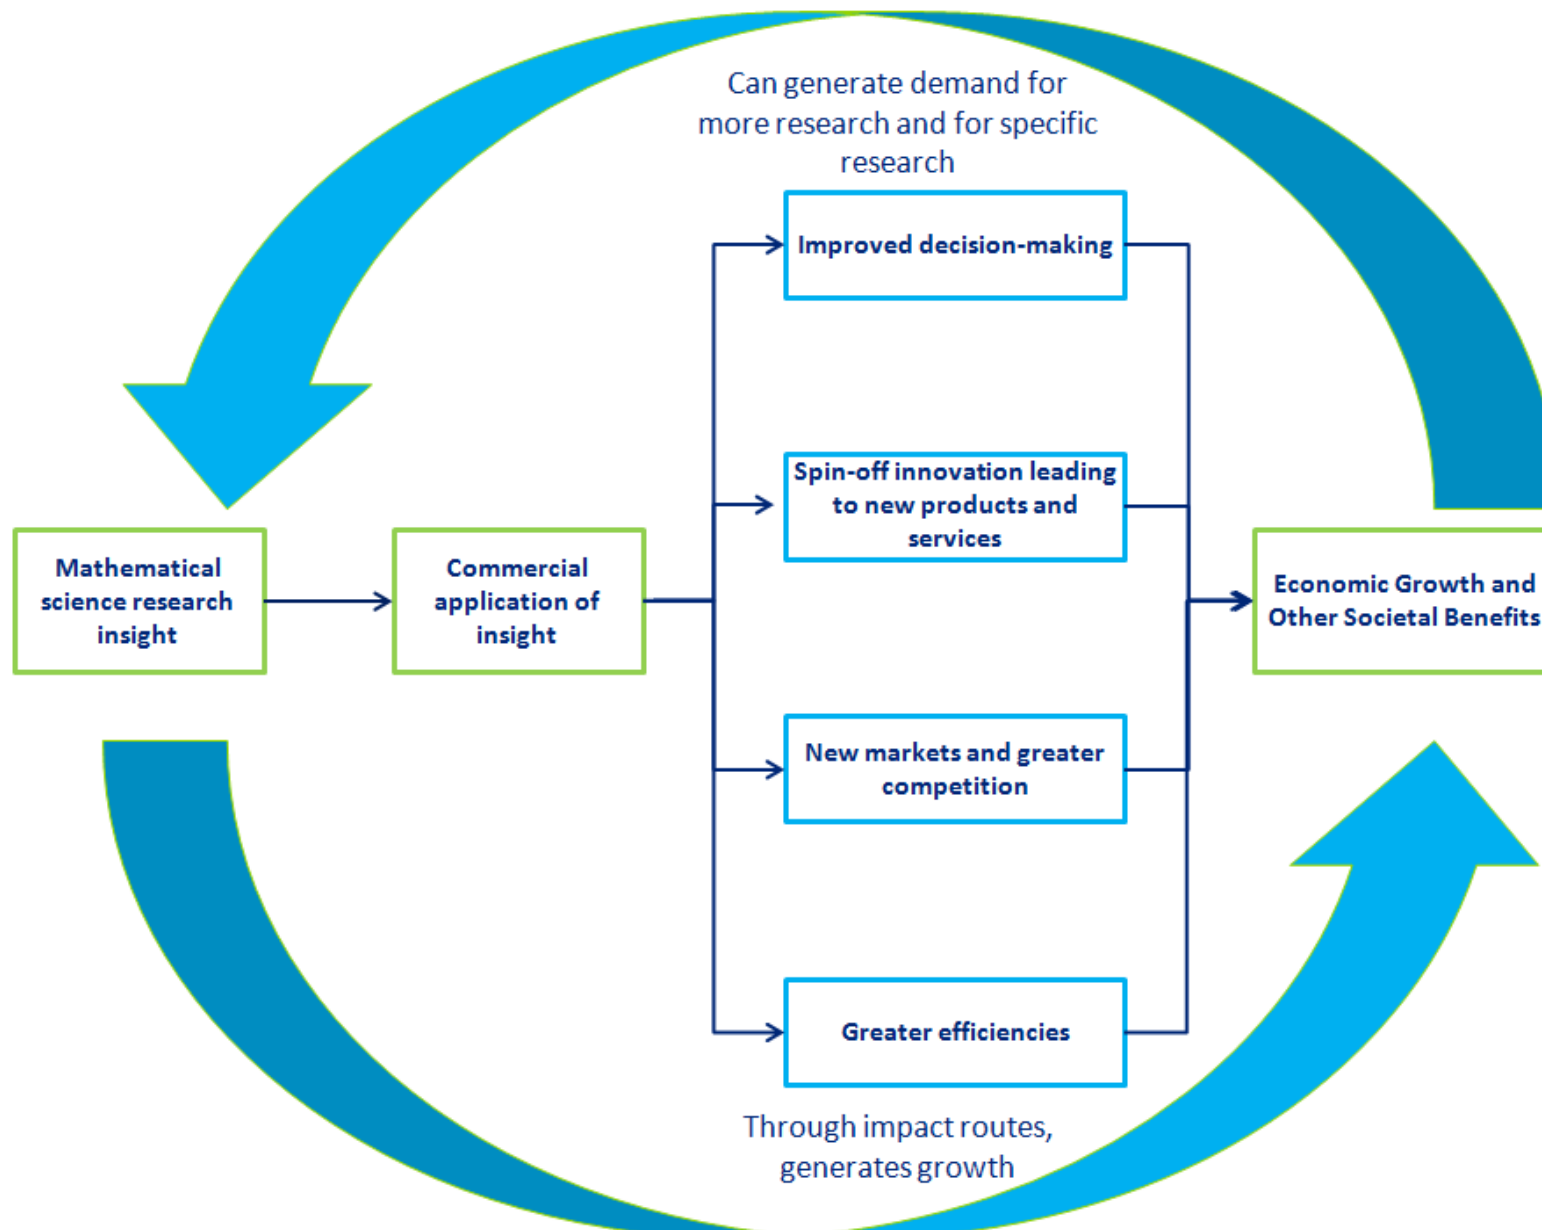 Can generate demand for
more research and for specific
research
Improved decision-making
Spin-off innovation leading
to new products and
services
Mathematical
science research
insight
Commercial
application of
insight
Economic Growth and
Other Societal Benefits
New markets and greater
competition
Greater efficiencies
Through impact routes,
generates growth